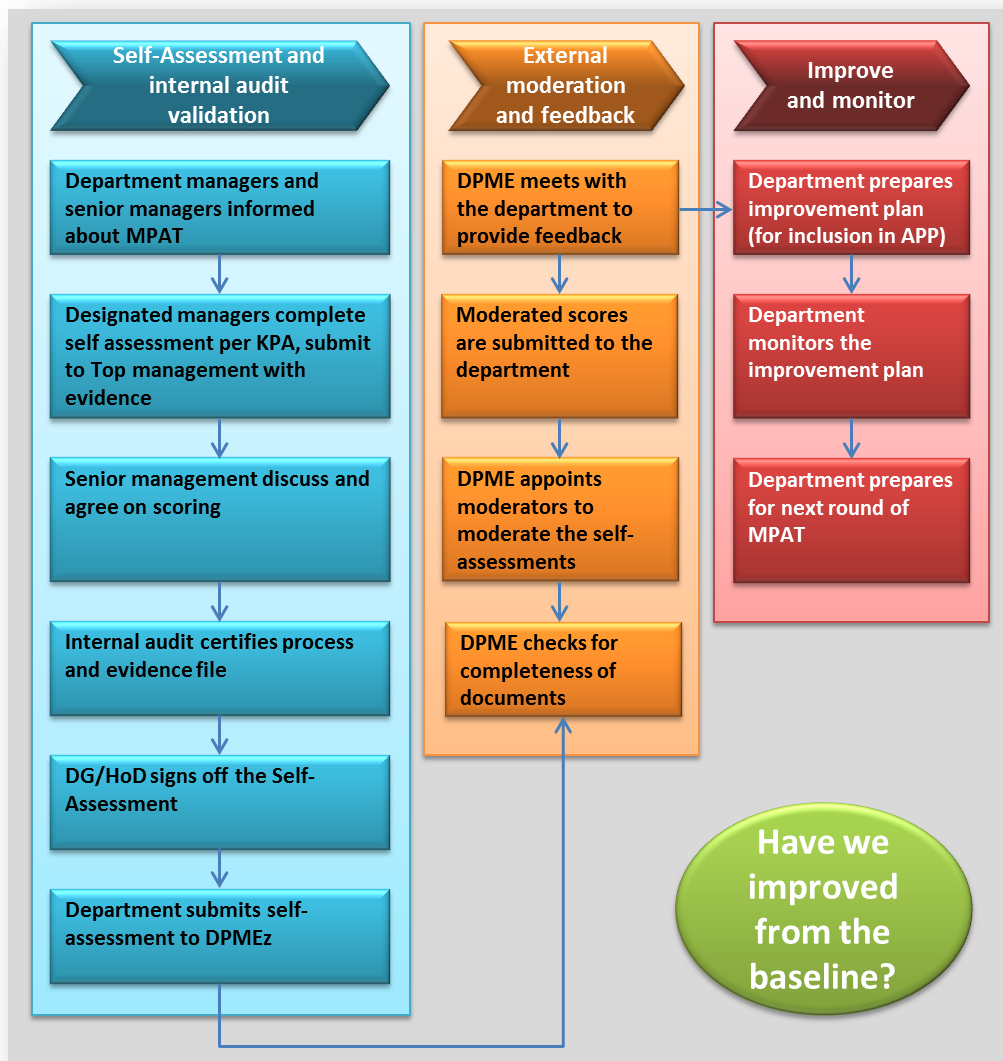 Self-Assessment and
internal audit
validation
Department managers and
senior managers informed
about MPAT
Designated managers complete
self assessment per KPA, submit
to Top management with
evidence
Senior management discuss and
agree on scoring
Internal audit certifies process
and evidence file
DG/HoD signs off the Self-
Assessment
Department submits self-
assessment to DPMEz
External
moderation
and feedback
DPME meets with
the department to
provide feedback
Moderated scores
are submitted to the
department
DPME appoints
moderators to
moderate the self-
assessments
DPME checks for
completeness of
documents
Improve
and monitor
Department prepares
improvement plan
(for inclusion in APP)
Department
monitors the
improvement plan
Department prepares
for next round of
MPAT
Have we
improved
from the
baseline?